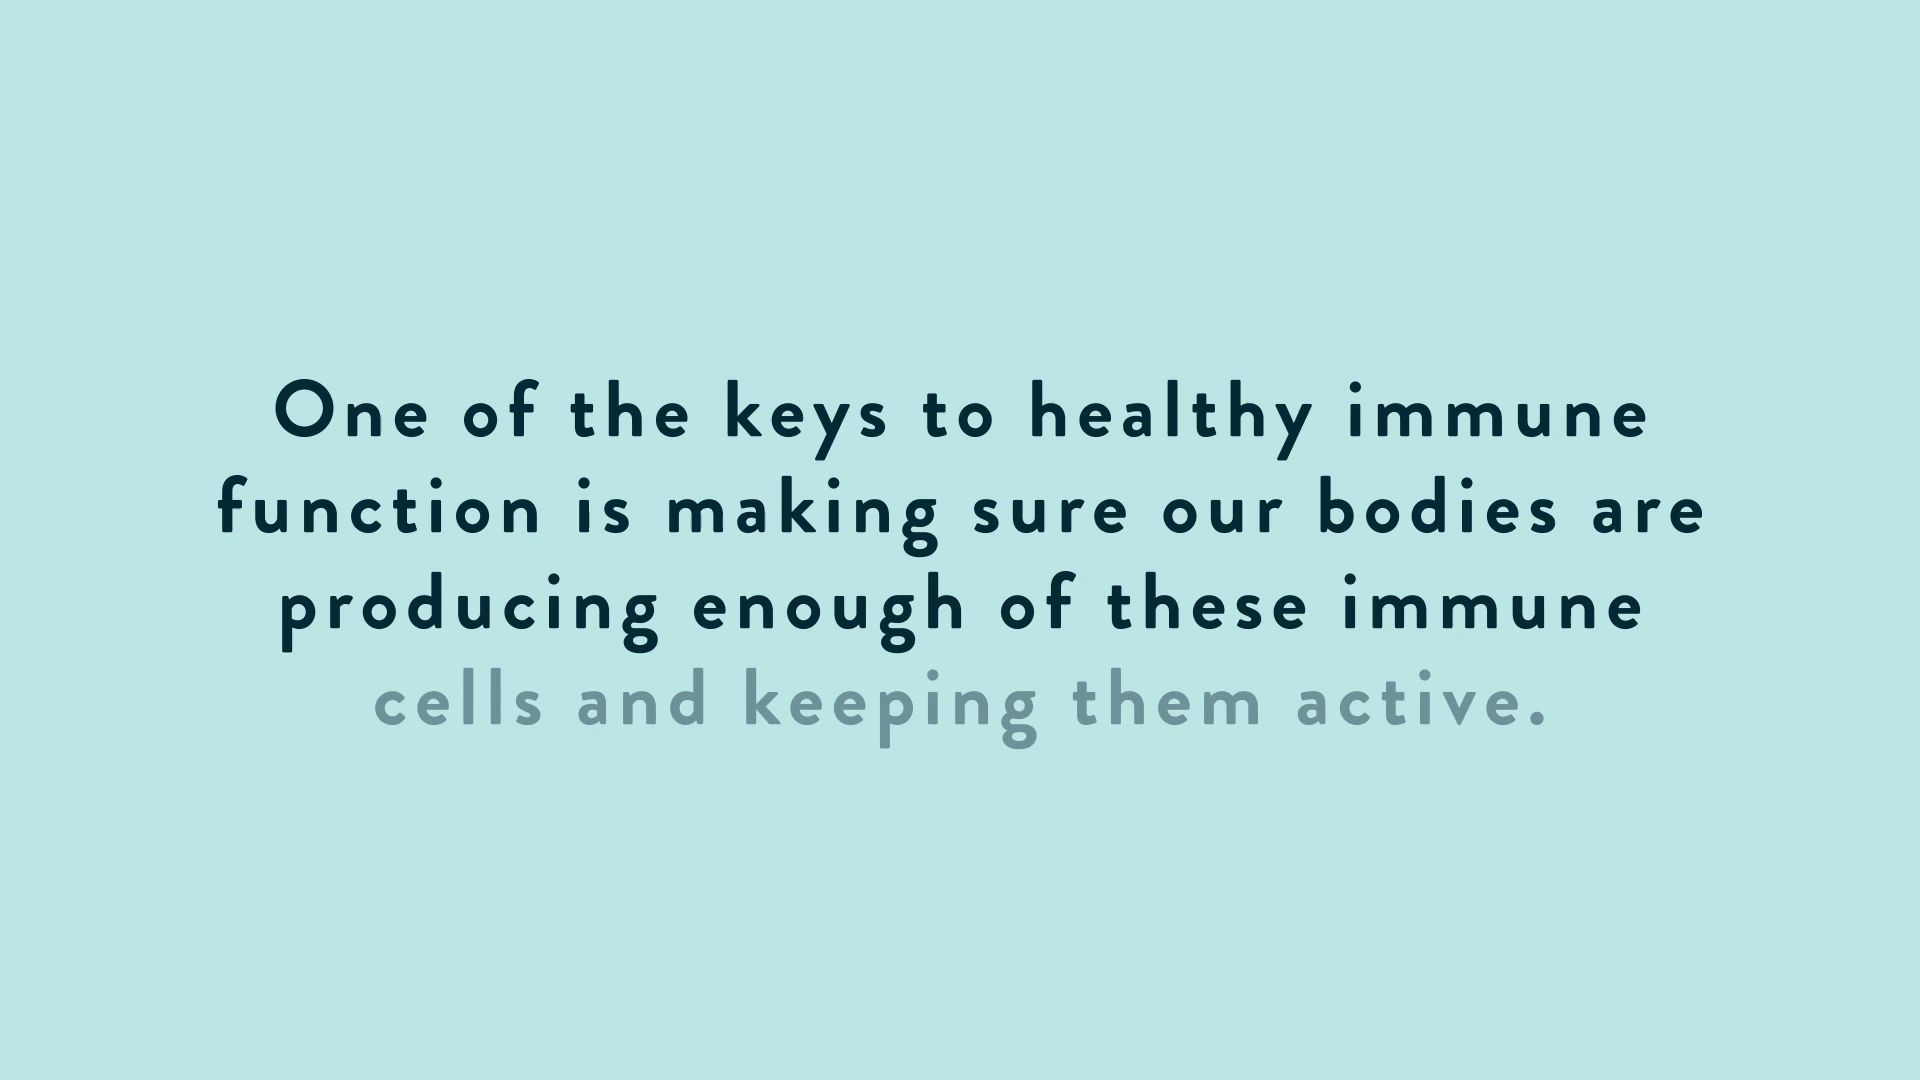 One of the keys to healthy immune
function is making sure our bodies are
producing enough of these immune
cells and keeping them active.